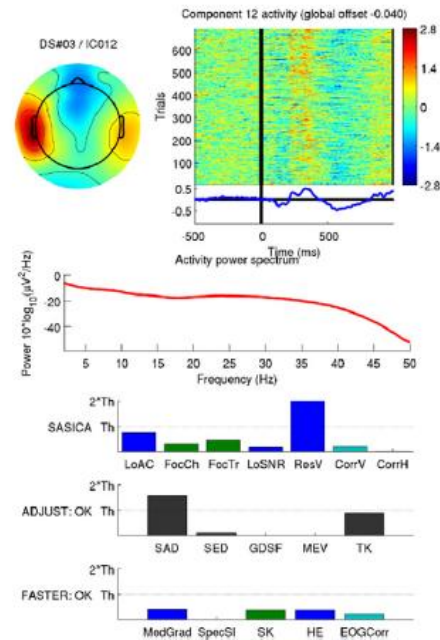 Component 12 activity (global offset -0.040)
DS#03 / IC012
Trials
600
500
400
300
200
100
2.8
1.4
0
-1.4
-2.8
0.5
-0.5
-500 0 500
Time (ms)
Activity power spectrum
Power 10*log10(μV²/Hz)
0
-20
-40
5 10 15 20 25 30 35 40 45 50
Frequency (Hz)
2*Th
SASICA Th
LoAC FocCh FocTr LoSNR ResV CorrV CorrH
2*Th
ADJUST: OK Th
SAD SED GDSF MEV TK
2*Th
FASTER: OK Th
MedGrad SpecSl SK HE EOGCorr